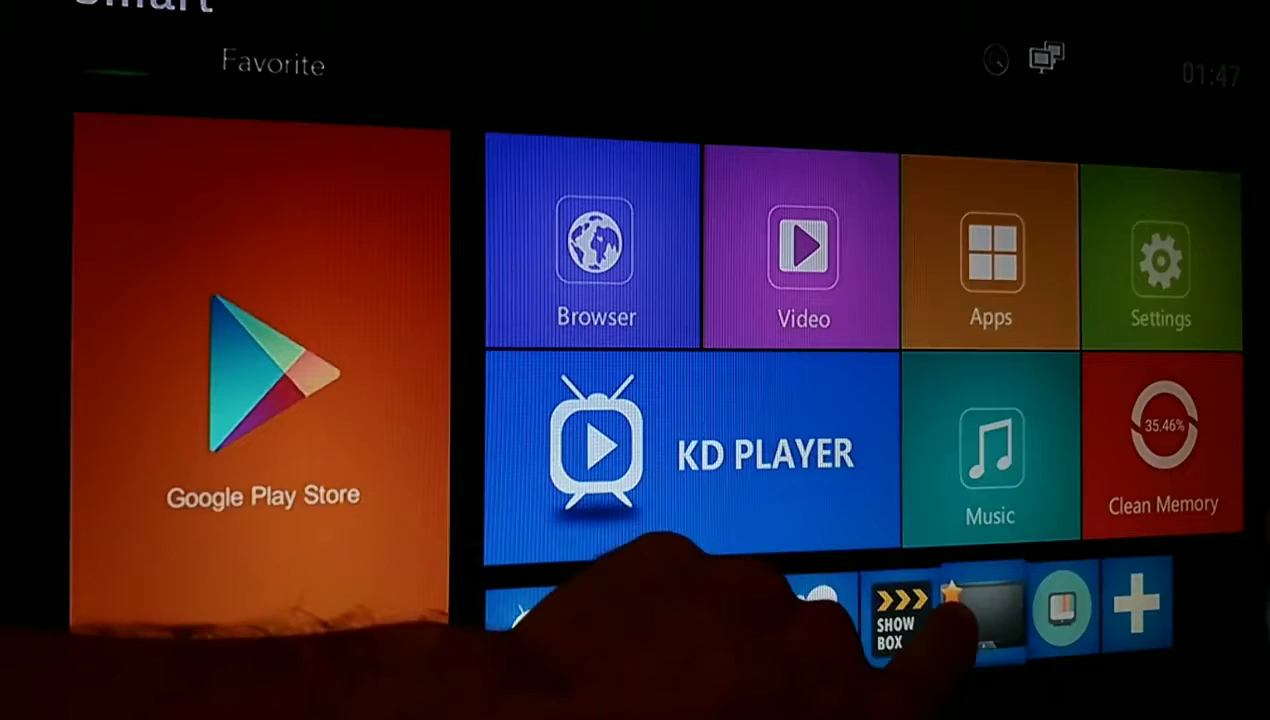 Smart
Favorite
01:47
Google Play Store
Browser
Video
Apps
Settings
KD PLAYER
Music
35.46%
Clean Memory
SHOW
BOX